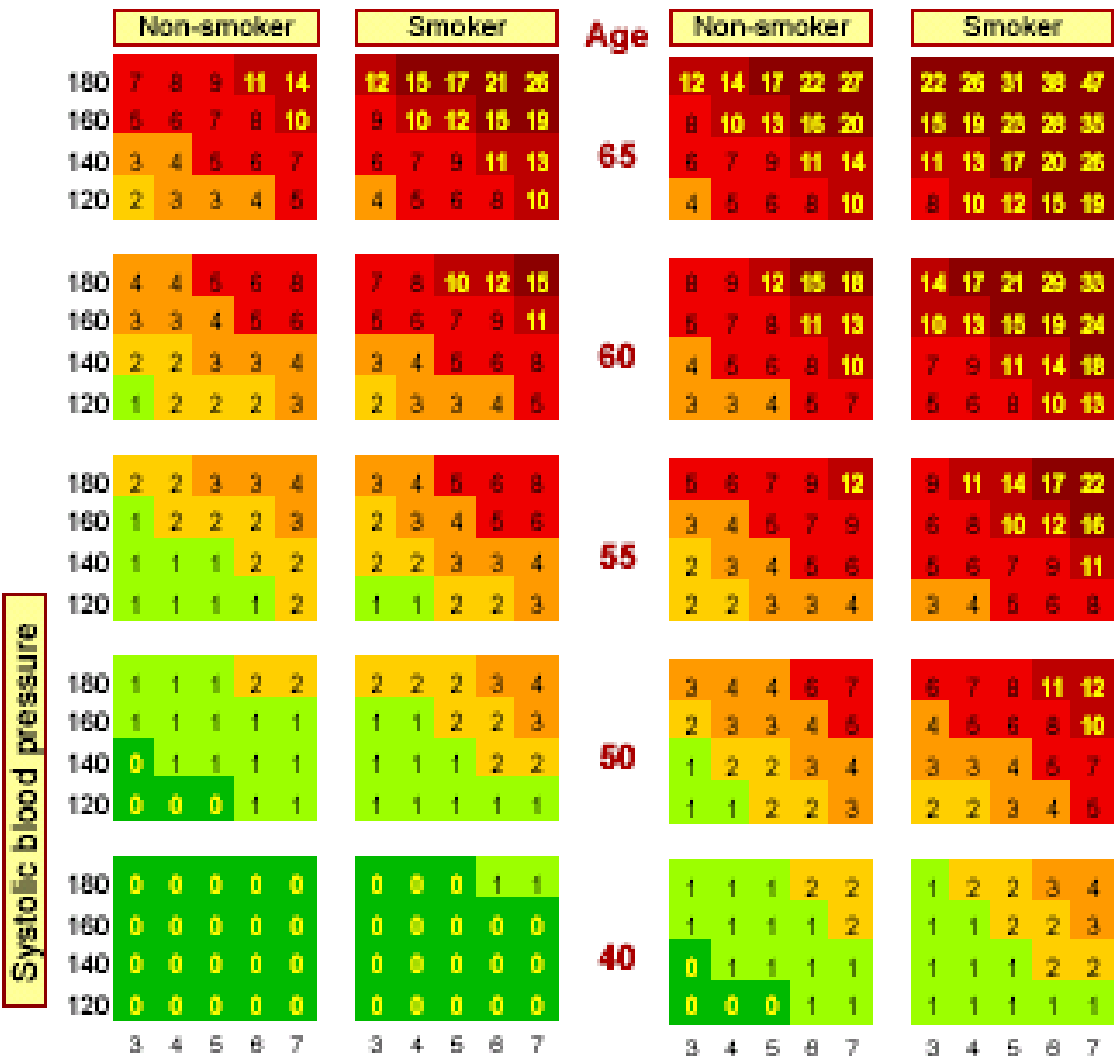 Non-smoker Smoker Age Non-smoker Smoker
180 7 8 9 11 14 12 15 17 21 26 12 14 17 22 27 22 26 31 38 47
160 5 6 7 8 10 9 10 12 15 19 8 10 13 16 20 15 19 23 28 35
65
140 3 4 5 6 7 6 7 9 11 13 6 7 9 11 14 11 13 17 20 26
120 2 3 3 4 5 4 5 6 8 10 4 5 6 8 10 8 10 12 15 19
180 4 4 5 6 8 7 8 10 12 15 8 9 12 15 18 14 17 21 29 33
160 3 3 4 5 6 5 6 7 9 11 5 7 8 11 13 10 13 15 19 24
60
140 2 2 3 3 4 3 4 5 6 8 4 5 6 8 10 7 9 11 14 18
120 1 2 2 2 3 2 3 3 4 5 3 3 4 5 7 5 6 8 10 13
180 2 2 3 3 4 3 4 5 6 8 5 6 7 9 12 9 11 14 17 22
160 1 2 2 2 3 2 3 4 5 6 3 4 5 7 9 6 8 10 12 16
55
140 1 1 1 2 2 2 2 3 3 4 2 3 4 5 6 5 6 7 9 11
120 1 1 1 1 2 1 1 2 2 3 2 2 3 3 4 3 4 5 6 8
180 1 1 1 2 2 2 2 2 3 4 3 4 4 6 7 6 7 8 11 12
160 1 1 1 1 1 1 1 2 2 3 2 3 3 4 5 4 5 6 8 10
50
140 0 1 1 1 1 1 1 1 2 2 1 2 2 3 4 3 3 4 5 7
120 0 0 0 1 1 1 1 1 1 1 1 1 2 2 3 2 2 3 4 5
180 0 0 0 0 0 0 0 0 1 1 1 1 1 2 2 1 2 2 3 4
160 0 0 0 0 0 0 0 0 0 0 1 1 1 1 2 1 1 2 2 3
40
140 0 0 0 0 0 0 0 0 0 0 0 1 1 1 1 1 1 1 2 2
120 0 0 0 0 0 0 0 0 0 0 0 0 0 1 1 1 1 1 1 1
3 4 5 6 7 3 4 5 6 7 3 4 5 6 7 3 4 5 6 7
Systolic blood pressure